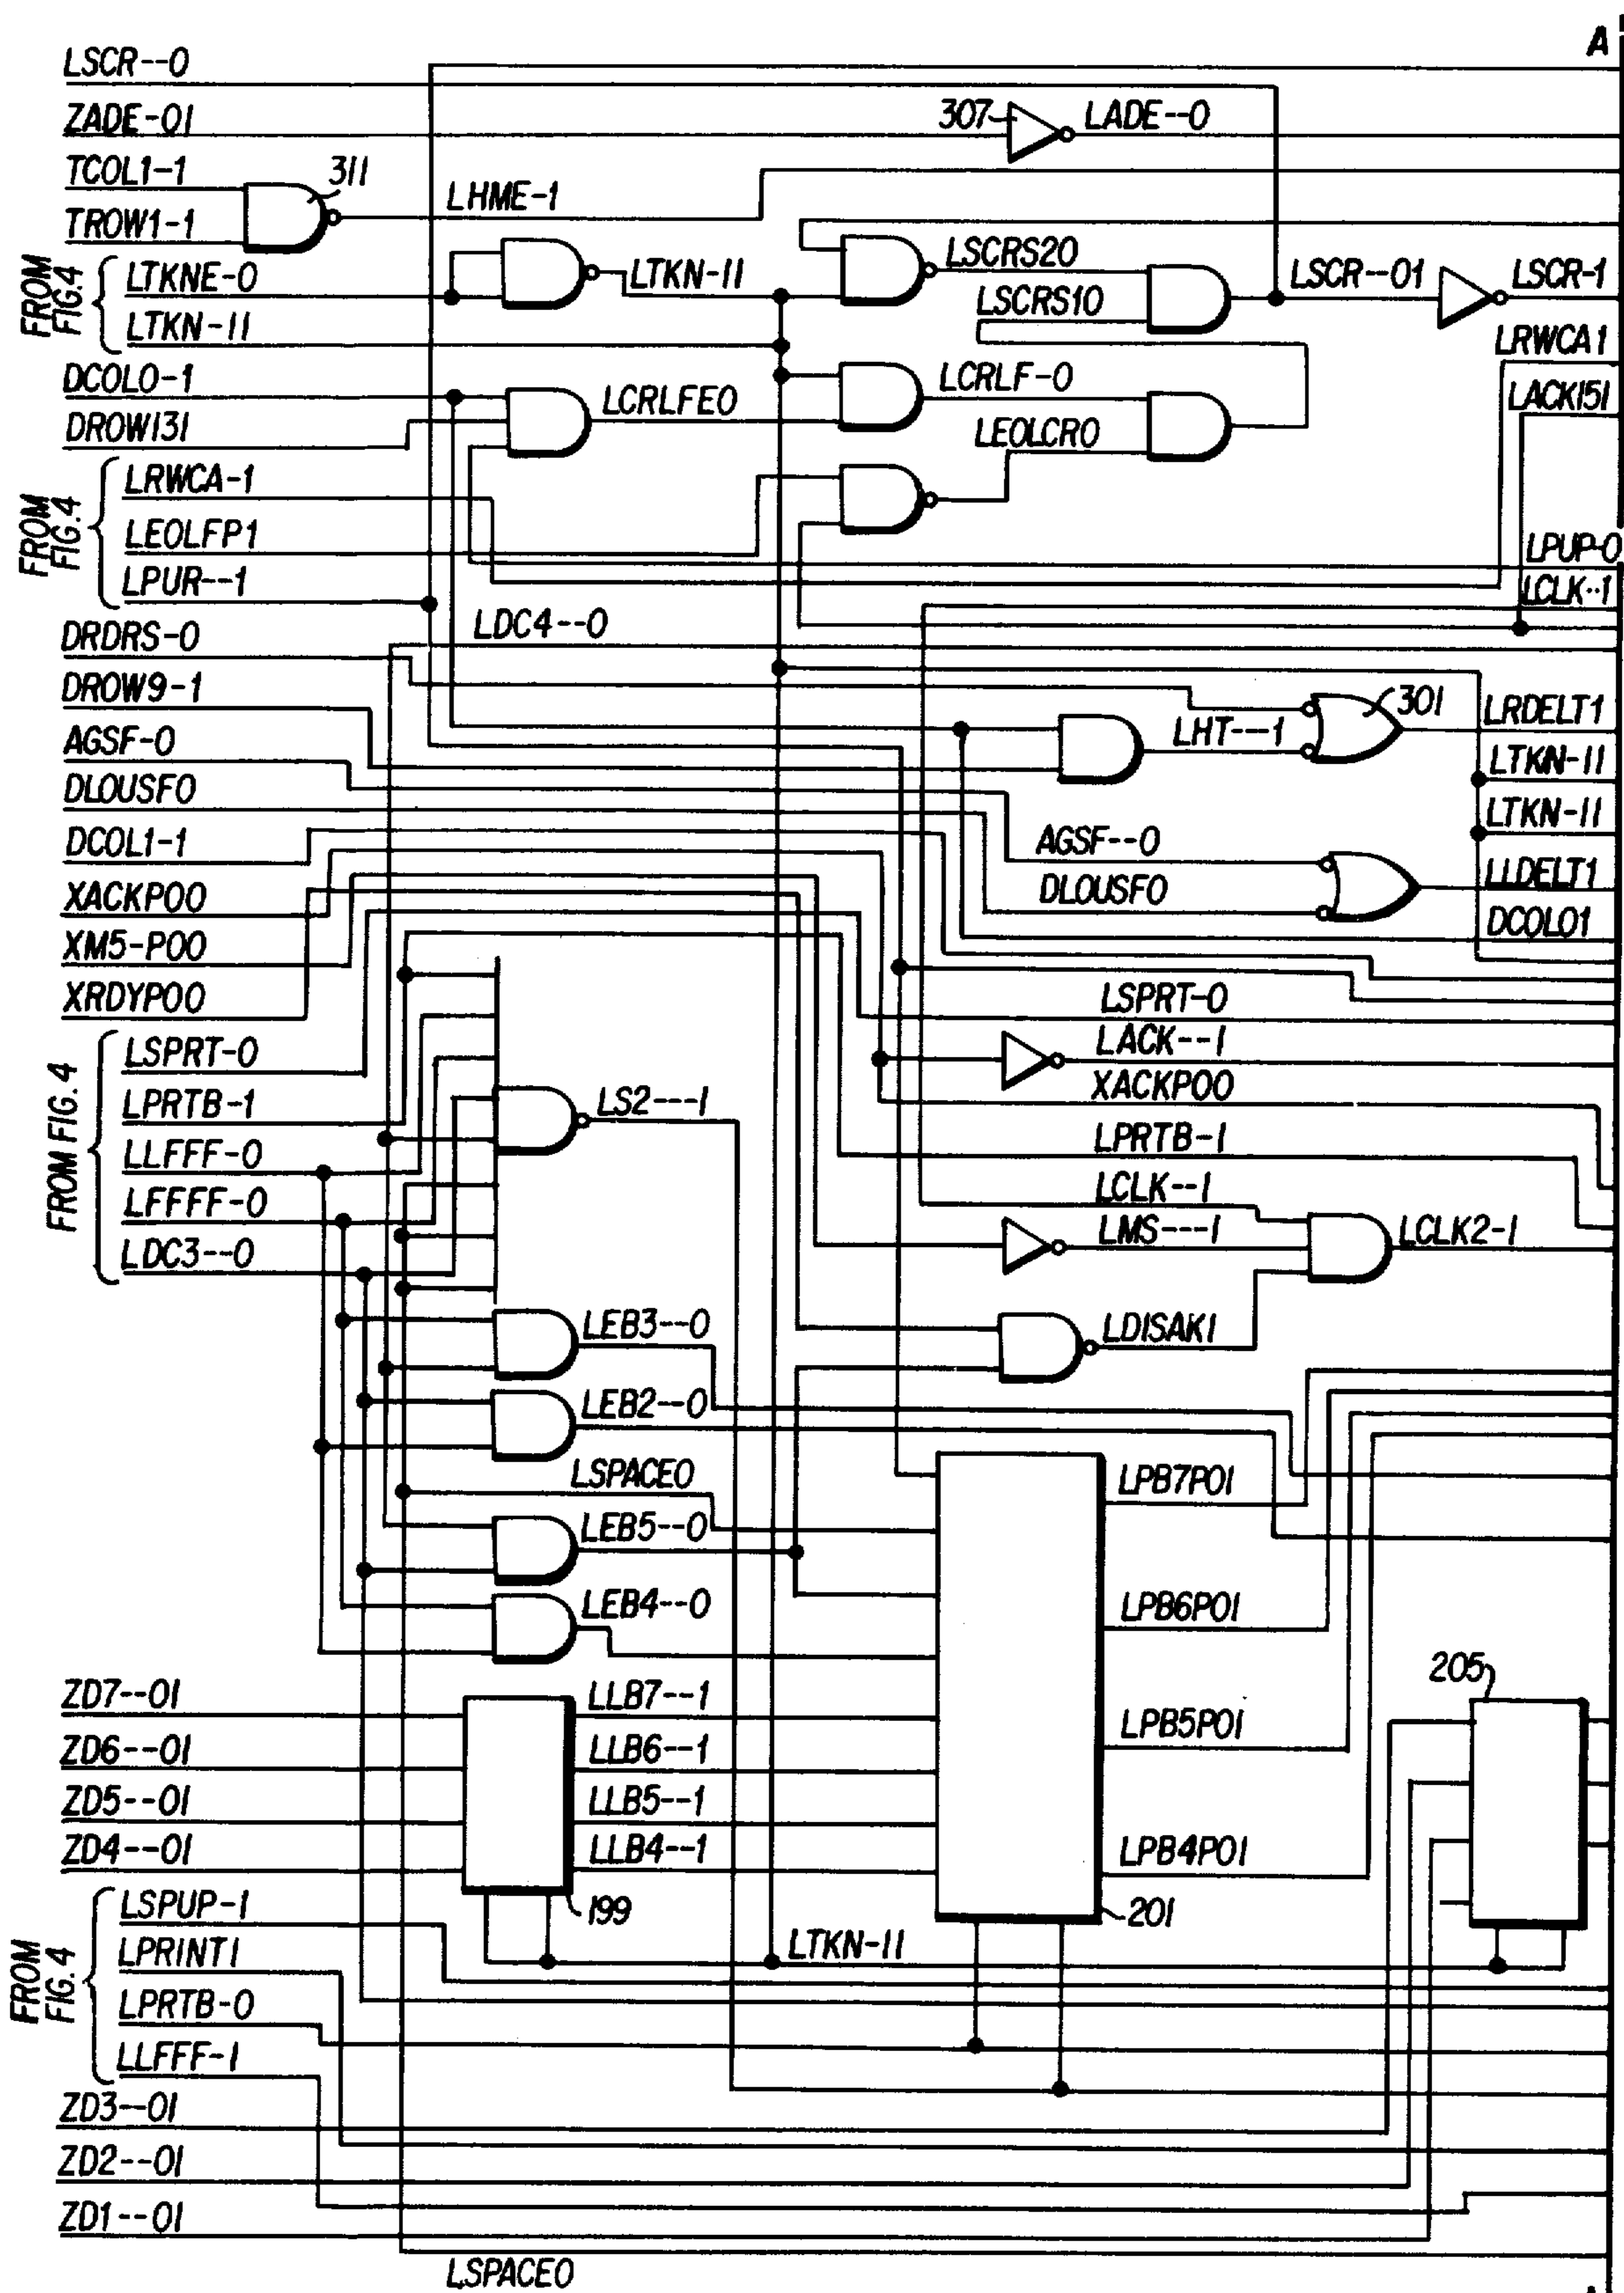 A
LSCR--0
ZADE-01
307
LADE--0
TCOL1-1
311
LHME-1
TROW1-1
FROM FIG.4
LTKNE-0
LTKN-11
LSCRS20
LSCR--01
LSCR-1
LTKN-11
LSCRS10
LRWCA1
DCOL0-1
LCRLFE0
LCRLF-0
LACK151
DROW131
LEOLCR0
FROM FIG.4
LRWCA-1
LEOLFP1
LPUP-0
LPUR--1
LCLK--1
DRDRS-0
LDC4--0
DROW9-1
301
LRDELT1
AGSF-0
LHT---1
LTKN-11
DLOUSF0
LTKN-11
DCOL1-1
AGSF--0
LLDELT1
XACKP00
DLOUSF0
DCOL01
XM5-P00
XRDYP00
LSPRT-0
FROM FIG. 4
LSPRT-0
LACK--1
LPRTB-1
LS2---1
XACKP00
LLFFF-0
LPRTB-1
LFFFF-0
LCLK--1
LDC3--0
LMS---1
LCLK2-1
LEB3--0
LDISAK1
LEB2--0
LSPACE0
LPB7P01
LEB5--0
LEB4--0
LPB6P01
ZD7--01
LLB7--1
205
ZD6--01
LLB6--1
LPB5P01
ZD5--01
LLB5--1
ZD4--01
LLB4--1
LPB4P01
FROM FIG. 4
LSPUP-1
199
201
LPRINT1
LTKN-11
LPRTB-0
LLFFF-1
ZD3--01
ZD2--01
ZD1--01
LSPACE0